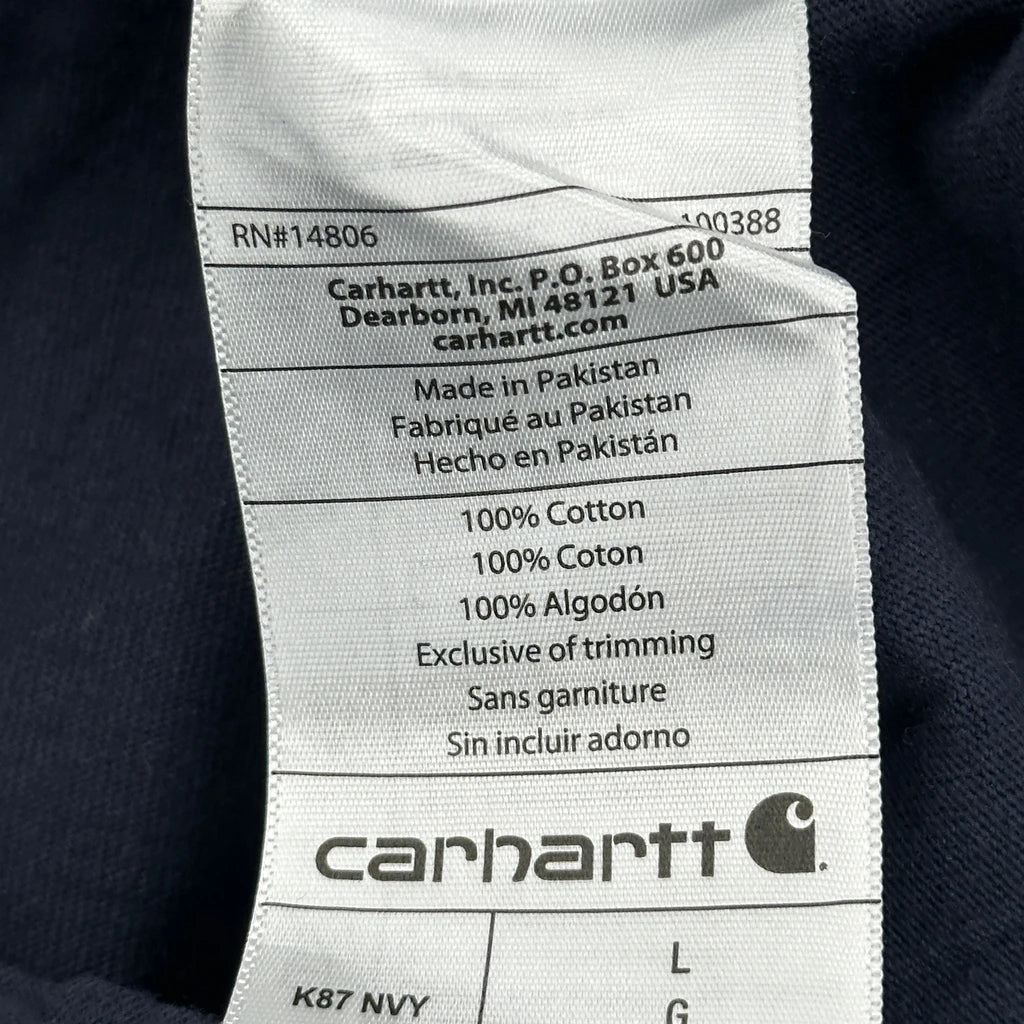 RN#14806 100388
Carhartt, Inc. P.O. Box 600
Dearborn, MI 48121 USA
carhartt.com
Made in Pakistan
Fabriqué au Pakistan
Hecho en Pakistán
100% Cotton
100% Coton
100% Algodón
Exclusive of trimming
Sans garniture
Sin incluir adorno
carhartt
K87 NVY
L
G